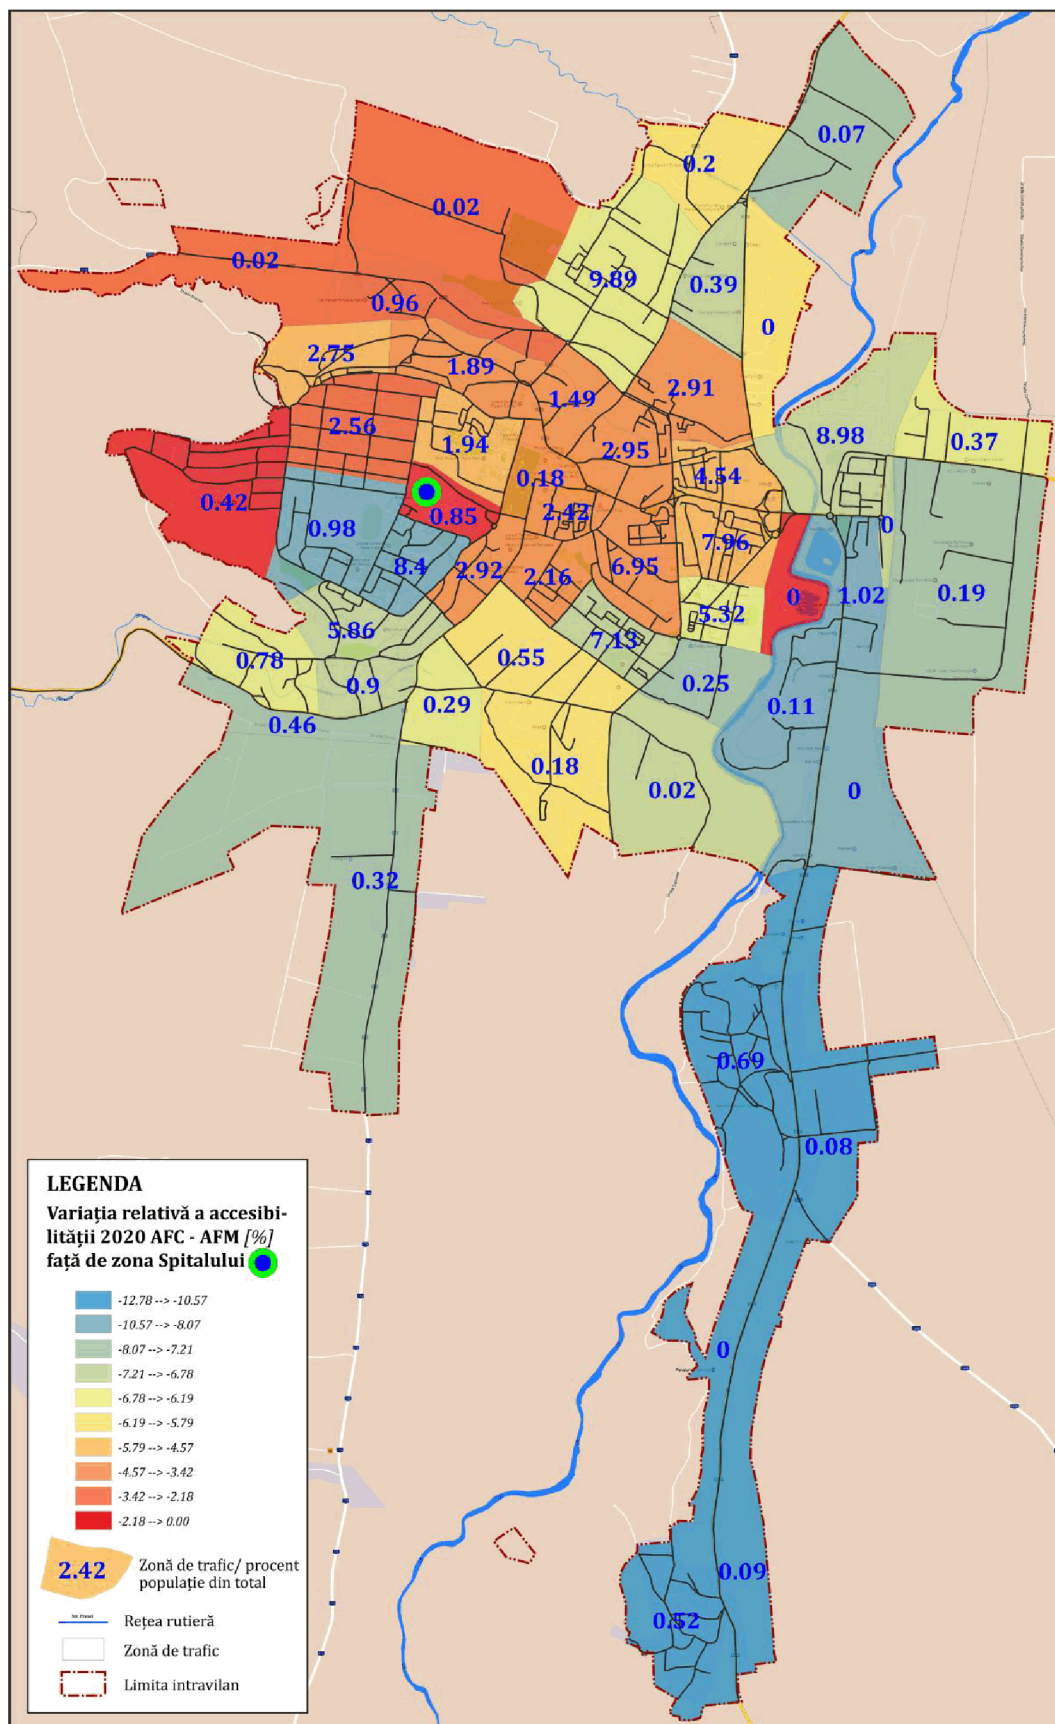 0.07
0.2
0.02
0.02
9.89
0.39
0.96
0
2.75
1.89
1.49
2.91
2.56
1.94
2.95
8.98
0.37
0.18
4.54
0.42
0.85
2.42
0.98
7.96
0
8.4
2.92
2.16
6.95
0
1.02
0.19
5.32
5.86
7.13
0.78
0.9
0.55
0.25
0.29
0.11
0.46
0.18
0.02
0
0.32
0.69
0.08
0
0.09
0.52
LEGENDA
Variația relativă a accesibi-
lității 2020 AFC - AFM [%]
față de zona Spitalului
-12.78 --> -10.57
-10.57 --> -8.07
-8.07 --> -7.21
-7.21 --> -6.78
-6.78 --> -6.19
-6.19 --> -5.79
-5.79 --> -4.57
-4.57 --> -3.42
-3.42 --> -2.18
-2.18 --> 0.00
2.42 Zonă de trafic/ procent
populație din total
Rețea rutieră
Zonă de trafic
Limita intravilan